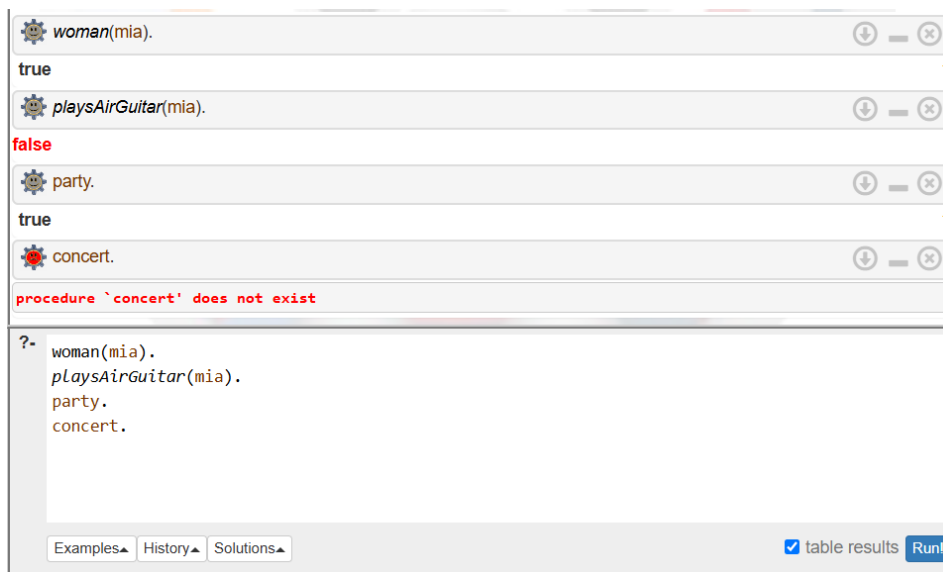 woman(mia).
true
playsAirGuitar(mia).
false
party.
true
concert.
procedure `concert' does not exist
?- woman(mia).
playsAirGuitar(mia).
party.
concert.
Examples History Solutions table results Run!